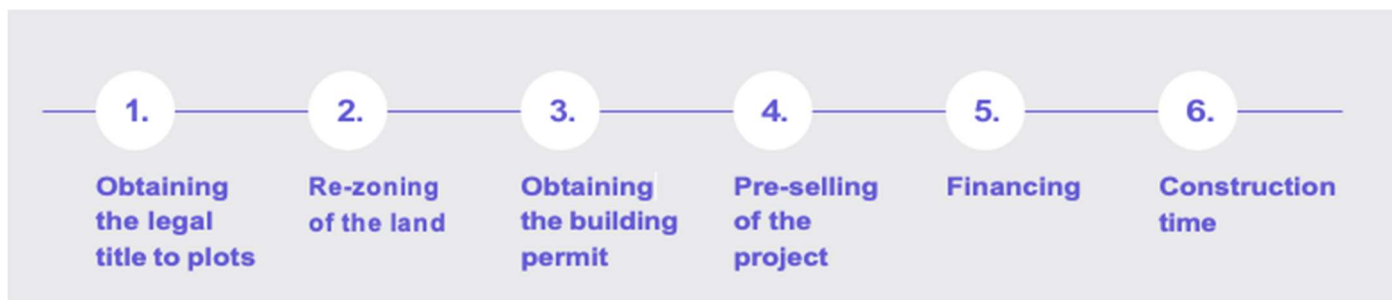 1.
Obtaining
the legal
title to plots
2.
Re-zoning
of the land
3.
Obtaining
the building
permit
4.
Pre-selling
of the
project
5.
Financing
6.
Construction
time